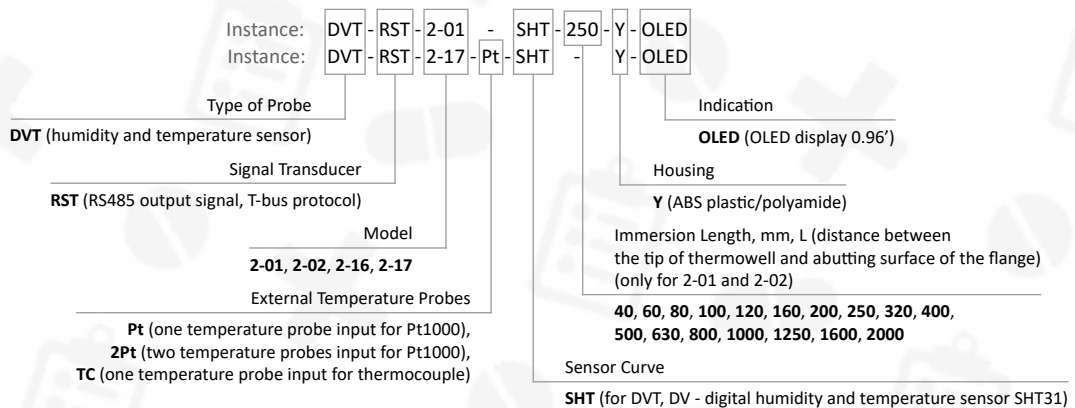 Instance: DVT - RST - 2-01 - SHT - 250 - Y - OLED
Instance: DVT - RST - 2-17 - Pt - SHT - Y - OLED
Type of Probe
DVT (humidity and temperature sensor)
Signal Transducer
RST (RS485 output signal, T-bus protocol)
Model
2-01, 2-02, 2-16, 2-17
External Temperature Probes
Pt (one temperature probe input for Pt1000),
2Pt (two temperature probes input for Pt1000),
TC (one temperature probe input for thermocouple)
Indication
OLED (OLED display 0.96’)
Housing
Y (ABS plastic/polyamide)
Immersion Length, mm, L (distance between
the tip of thermowell and abutting surface of the flange)
(only for 2-01 and 2-02)
40, 60, 80, 100, 120, 160, 200, 250, 320, 400,
500, 630, 800, 1000, 1250, 1600, 2000
Sensor Curve
SHT (for DVT, DV - digital humidity and temperature sensor SHT31)